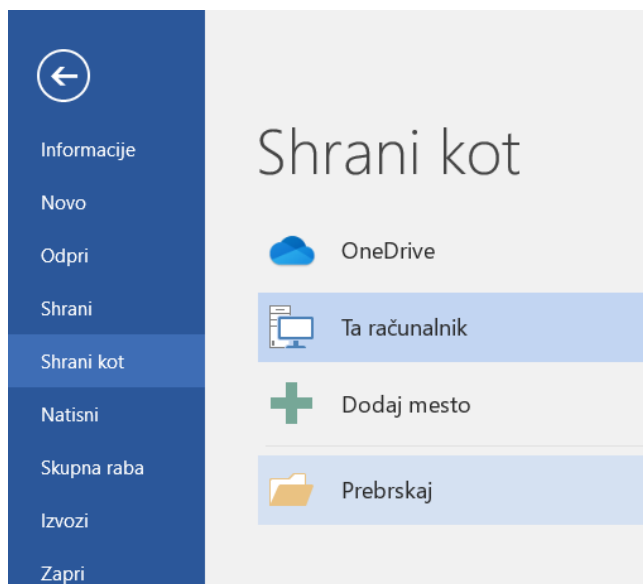 Informacije
Novo
Odpri
Shrani
Shrani kot
Natisni
Skupna raba
Izvozi
Zapri
Shrani kot
OneDrive
Ta računalnik
Dodaj mesto
Prebrskaj